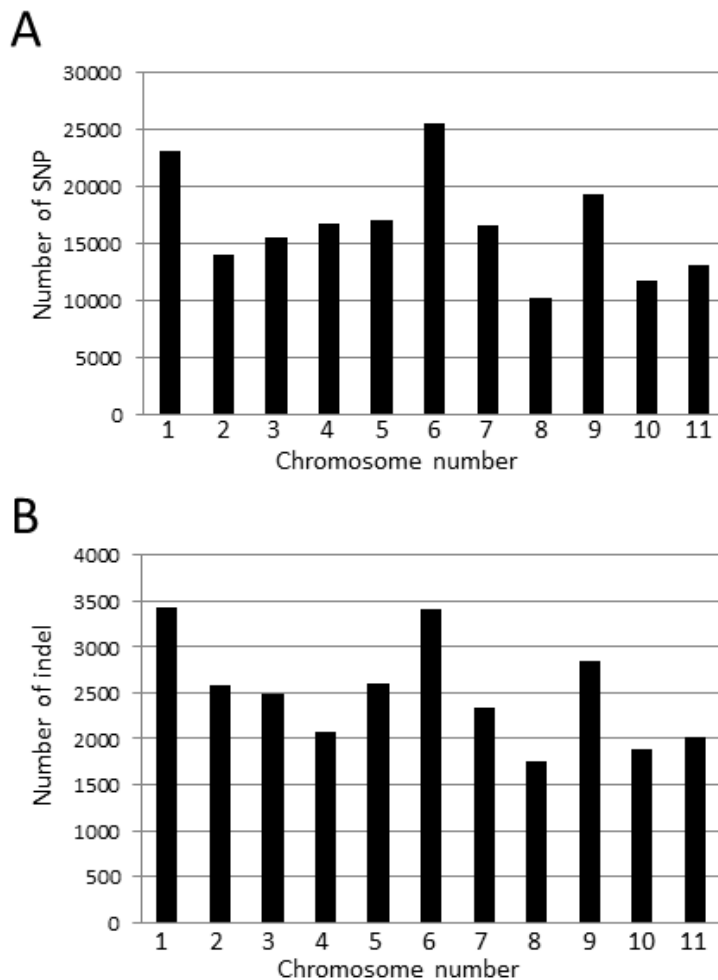 A
30000
25000
20000
15000
10000
5000
0
Number of SNP
1 2 3 4 5 6 7 8 9 10 11
Chromosome number
B
4000
3500
3000
2500
2000
1500
1000
500
0
Number of indel
1 2 3 4 5 6 7 8 9 10 11
Chromosome number